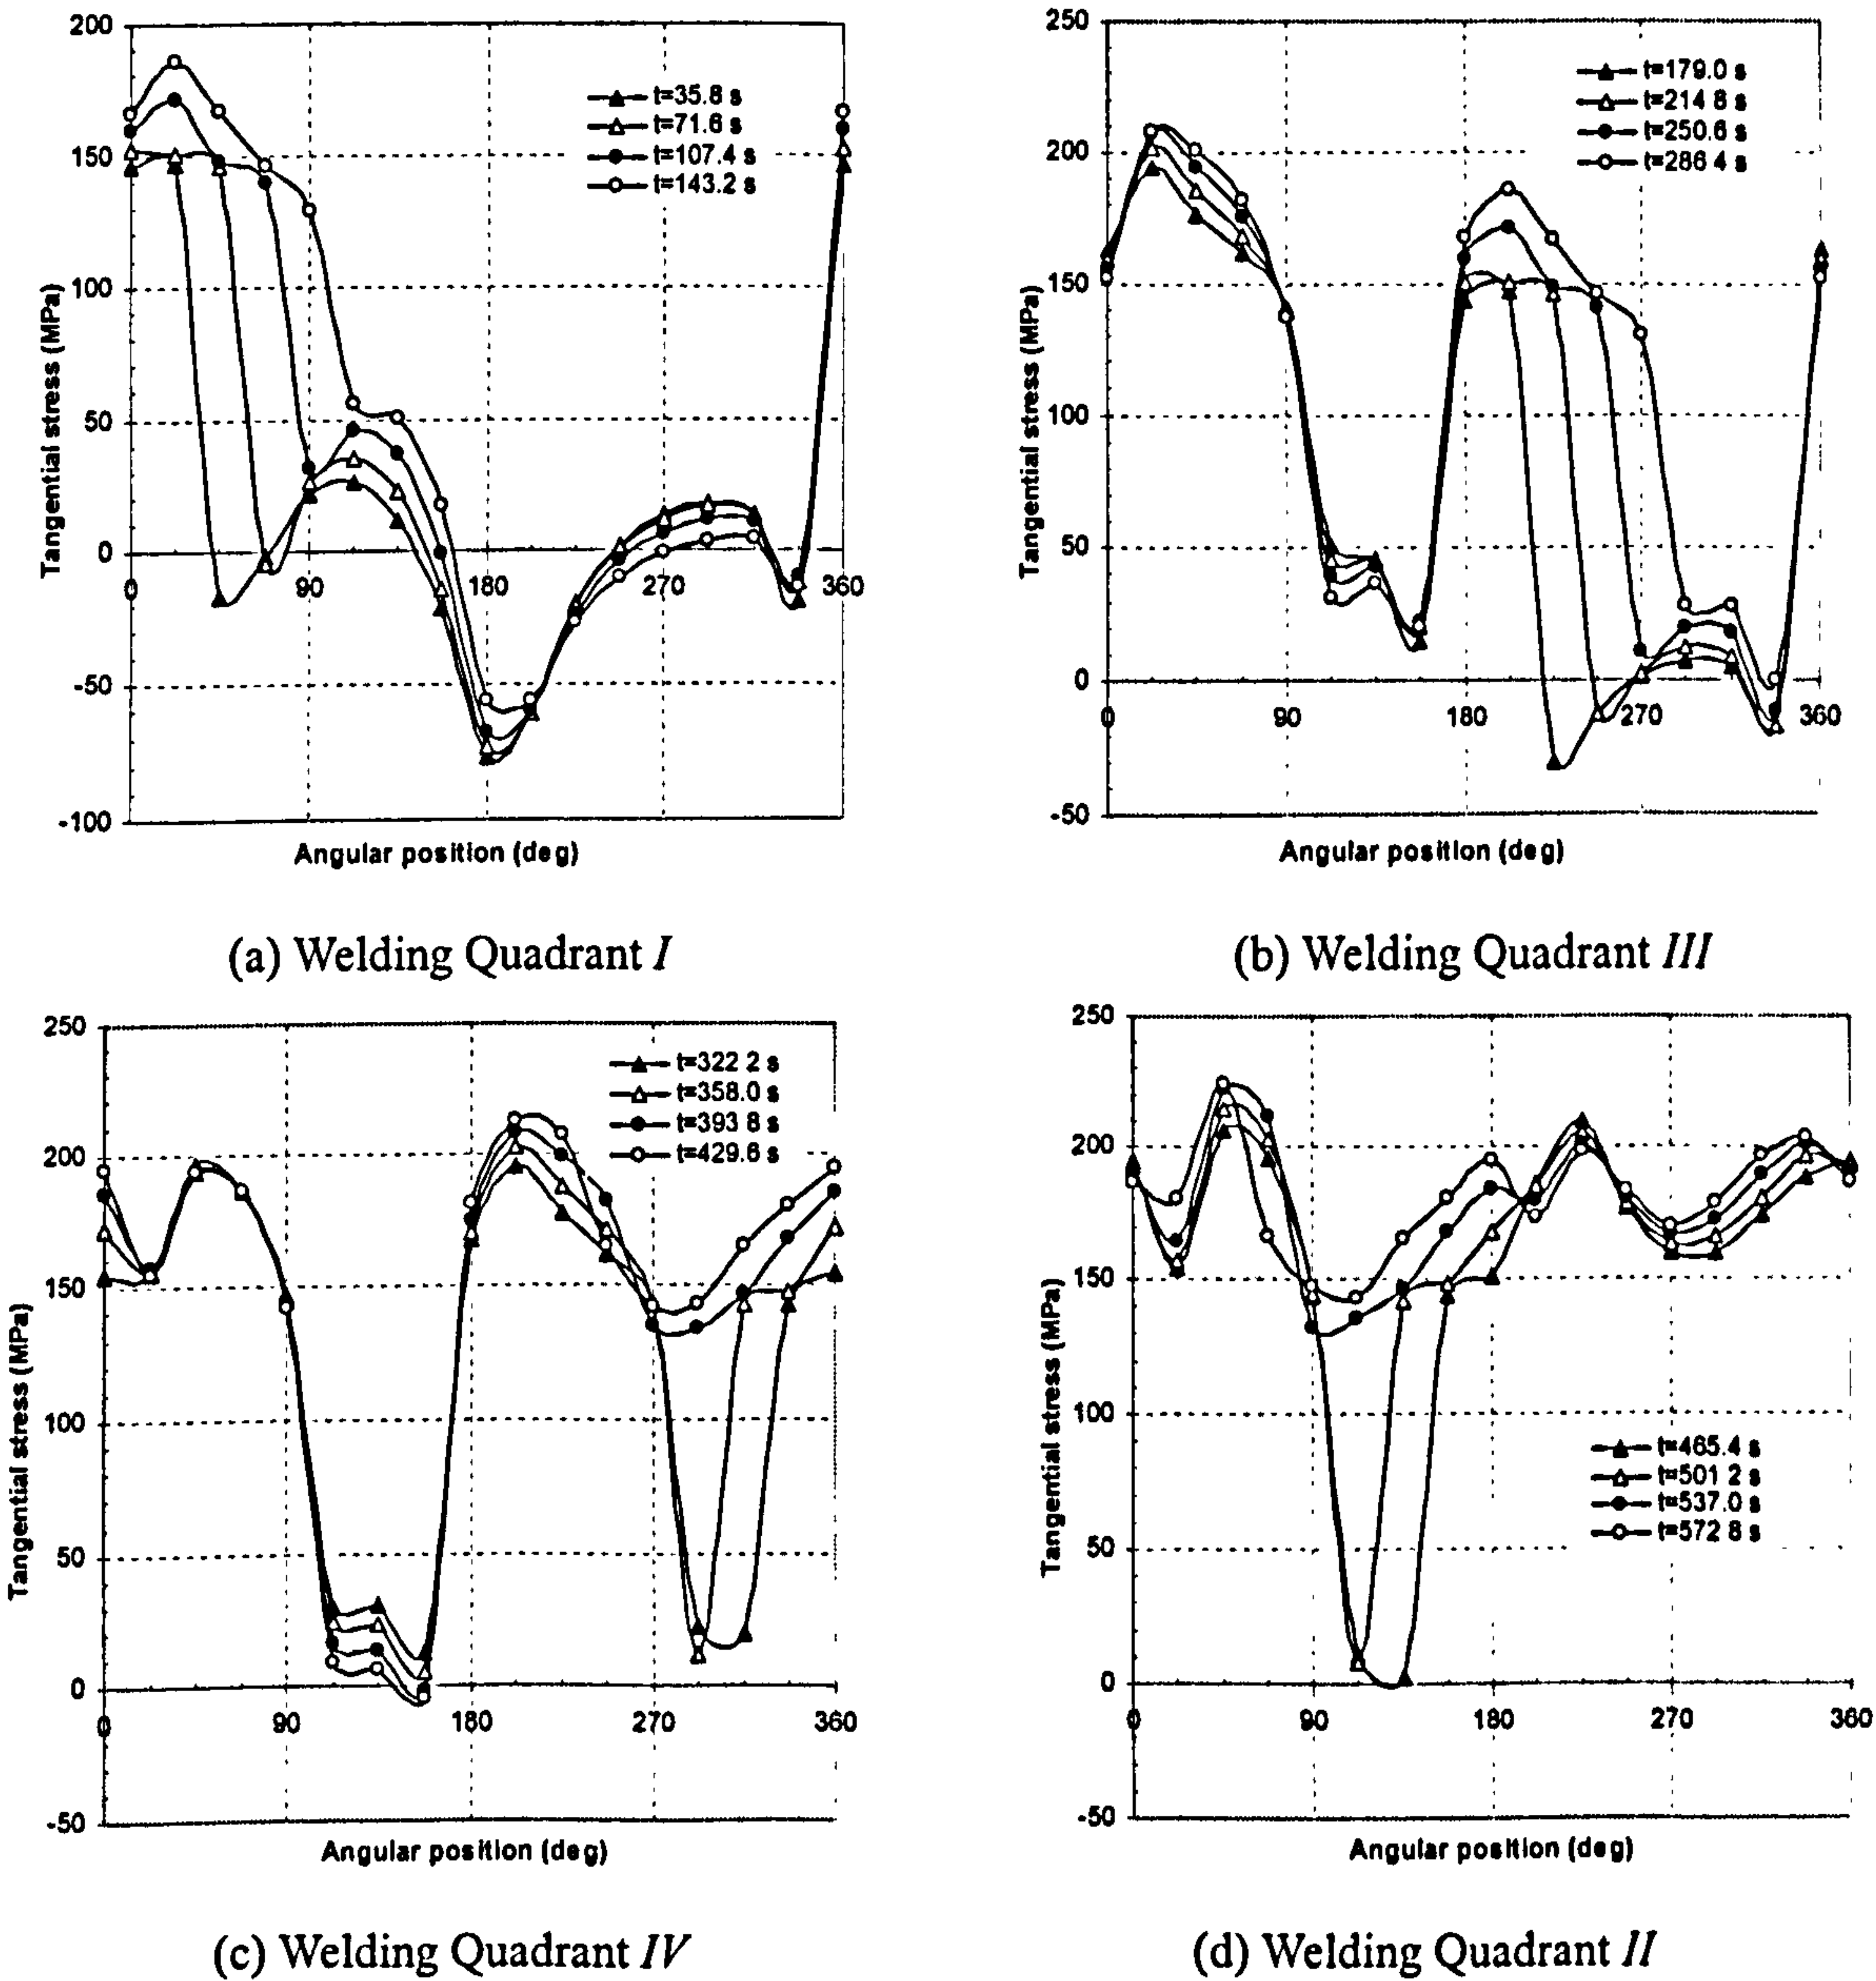 200
150
100
50
0
-50
-100
0
90
180
270
360
Tangential stress (MPa)
Angular position (deg)
t=35.8 s
t=71.6 s
t=107.4 s
t=143.2 s
(a) Welding Quadrant I
250
200
150
100
50
0
-50
0
90
180
270
360
Tangential stress (MPa)
Angular position (deg)
t=179.0 s
t=214 8 s
t=250.6 s
t=286 4 s
(b) Welding Quadrant III
250
200
150
100
50
0
-50
0
90
180
270
360
Tangential stress (MPa)
Angular position (deg)
t=322 2 s
t=358.0 s
t=393 8 s
t=429.6 s
(c) Welding Quadrant IV
250
200
150
100
50
0
-50
0
90
180
270
360
Tangential stress (MPa)
Angular position (deg)
t=465.4 s
t=501 2 s
t=537.0 s
t=572 8 s
(d) Welding Quadrant II